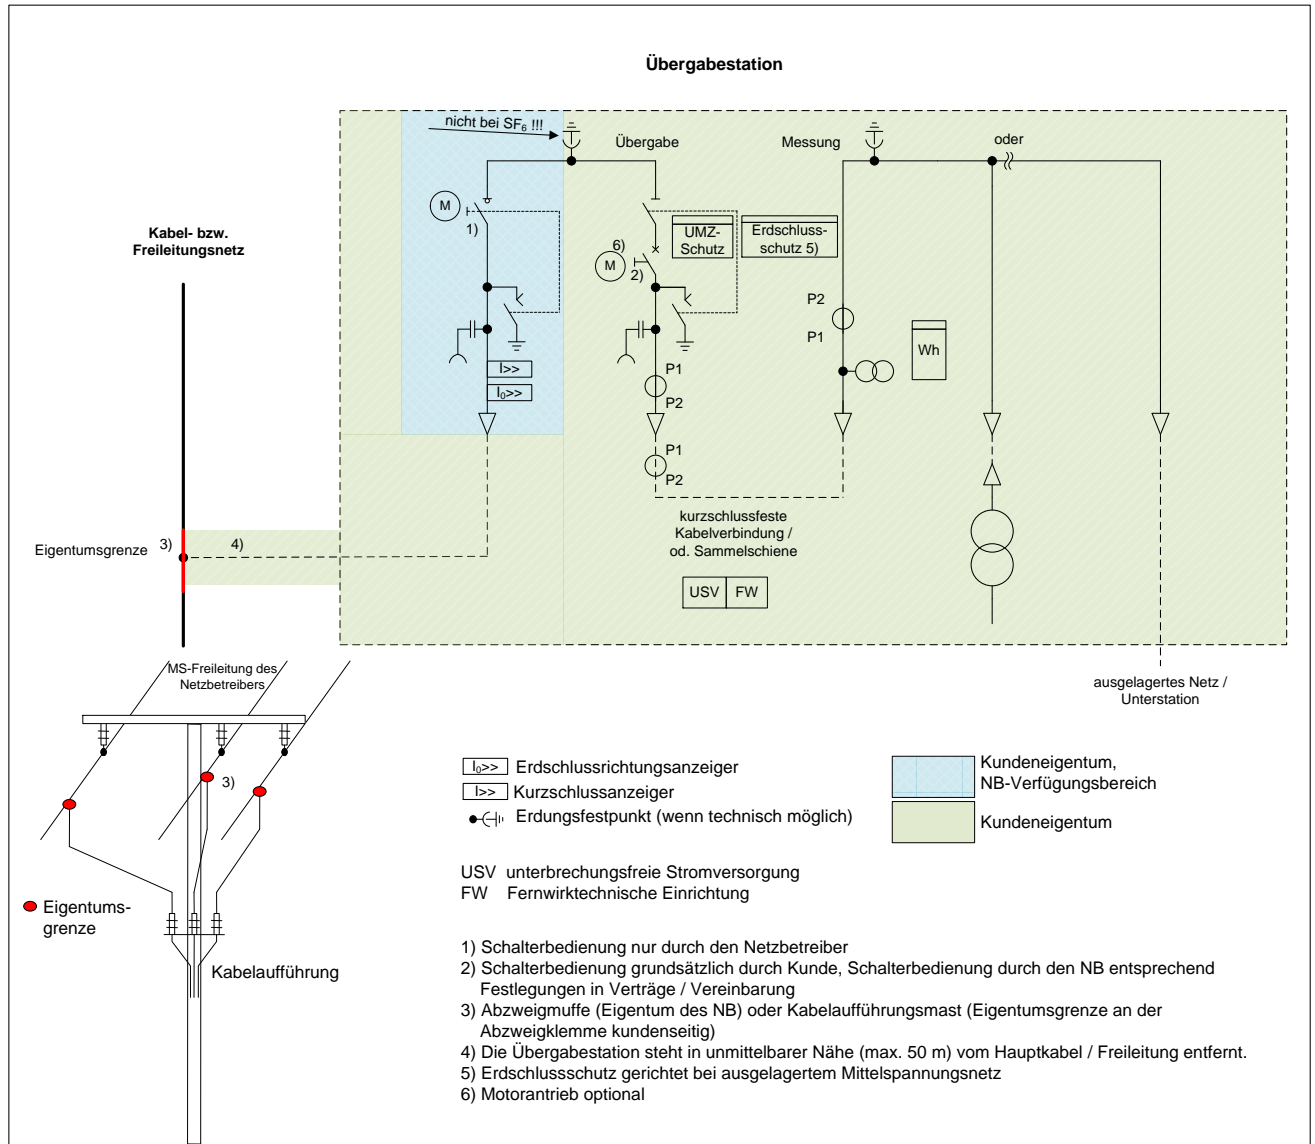 Übergabestation
nicht bei SF₆ !!!
Übergabe
Messung
oder
M
1)
Kabel- bzw.
Freileitungsnetz
6)
M
2)
UMZ-
Schutz
Erdschluss-
schutz 5)
P2
P1
Wh
I>>
I₀>>
P1
P2
P1
P2
kurzschlussfeste
Kabelverbindung /
od. Sammelschiene
Eigentumsgrenze
3)
4)
USV
FW
MS-Freileitung des
Netzbetreibers
ausgelagertes Netz /
Unterstation
3)
Eigentums-
grenze
Kabelaufführung
I₀>> Erdschlussrichtungsanzeiger
I>> Kurzschlussanzeiger
Erdungsfestpunkt (wenn technisch möglich)
Kundeneigentum,
NB-Verfügungsbereich
Kundeneigentum
USV unterbrechungsfreie Stromversorgung
FW Fernwirktechnische Einrichtung
1) Schalterbedienung nur durch den Netzbetreiber
2) Schalterbedienung grundsätzlich durch Kunde, Schalterbedienung durch den NB entsprechend
Festlegungen in Verträge / Vereinbarung
3) Abzweigmuffe (Eigentum des NB) oder Kabelaufführungsmast (Eigentumsgrenze an der
Abzweigklemme kundenseitig)
4) Die Übergabestation steht in unmittelbarer Nähe (max. 50 m) vom Hauptkabel / Freileitung entfernt.
5) Erdschlussschutz gerichtet bei ausgelagertem Mittelspannungsnetz
6) Motorantrieb optional